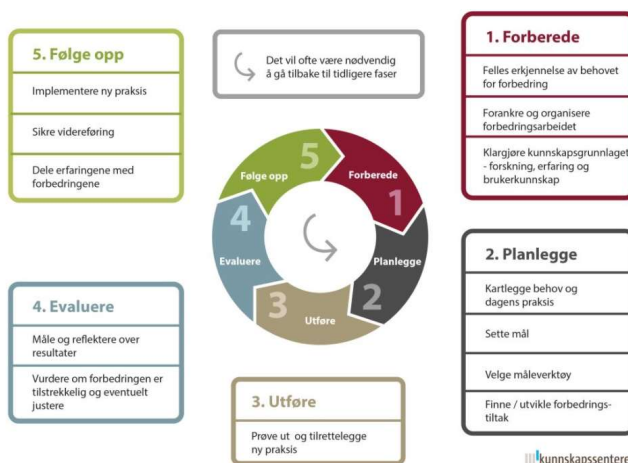 5. Følge opp
Implementere ny praksis
Sikre videreføring
Dele erfaringene med
forbedringene
Det vil ofte være nødvendig
å gå tilbake til tidligere faser
1. Forberede
Felles erkjennelse av behovet
for forbedring
Forankre og organisere
forbedringsarbeidet
Klargjøre kunnskapsgrunnlaget
- forskning, erfaring og
brukerkunnskap
5
Følge opp
Forberede
1
4
Evaluere
Planlegge
2
3
Utføre
2. Planlegge
Kartlegge behov og
dagens praksis
Sette mål
Velge måleverktøy
Finne / utvikle forbedrings-
tiltak
4. Evaluere
Måle og reflektere over
resultater
Vurdere om forbedringen er
tilstrekkelig og eventuelt
justere
3. Utføre
Prøve ut og tilrettelegge
ny praksis
kunnskapssentere